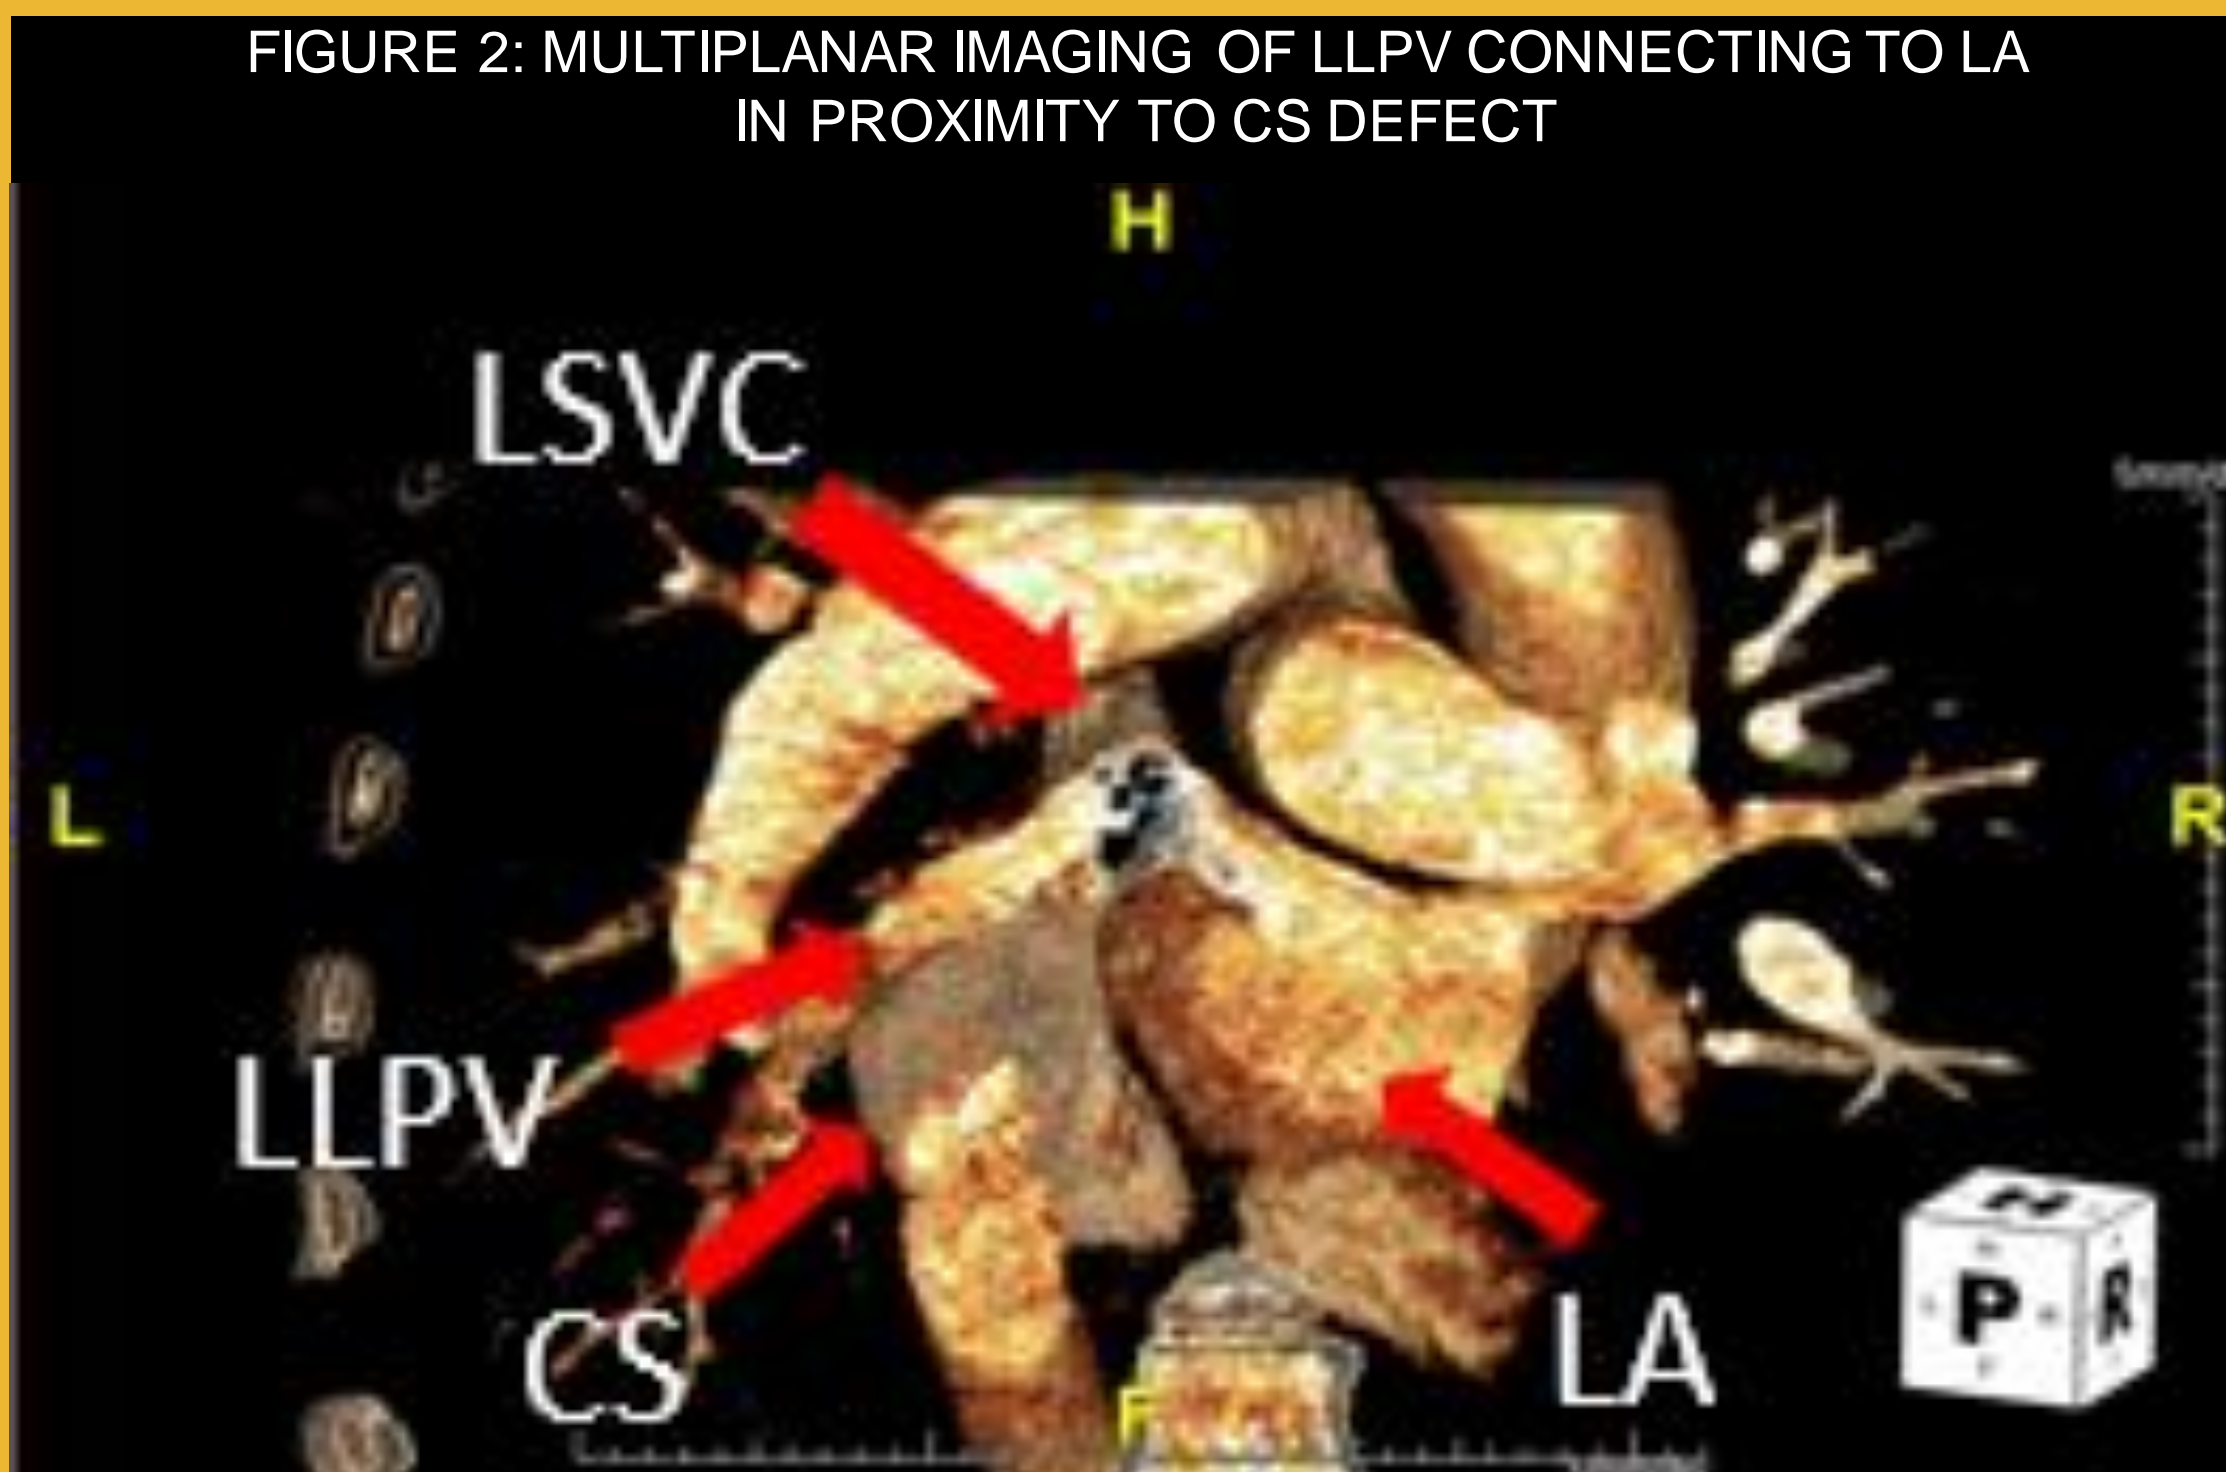 FIGURE 2: MULTIPLANAR IMAGING OF LLPV CONNECTING TO LA
IN PROXIMITY TO CS DEFECT
H
LSVC
L
R
LLPV
CS
LA
P
R
F